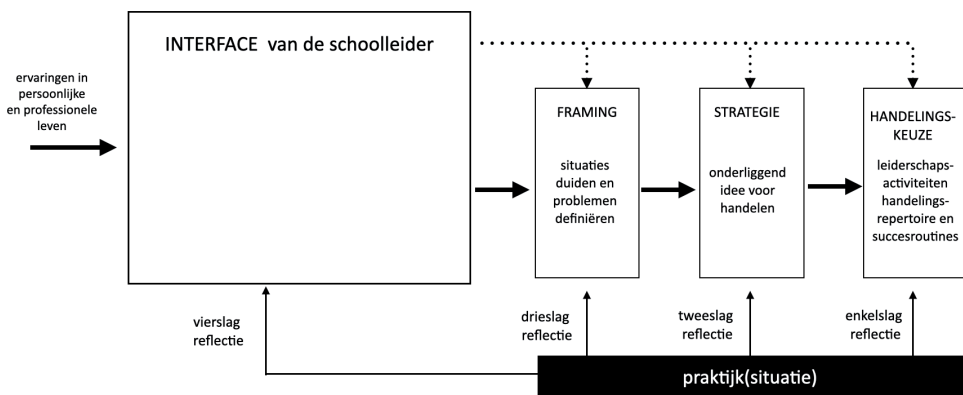 INTERFACE van de schoolleider
ervaringen in
persoonlijke
en professionele
leven
FRAMING
situaties
duiden en
problemen
definiëren
STRATEGIE
onderliggend
idee voor
handelen
HANDELINGS-
KEUZE
leiderschaps-
activiteiten
handelings-
repertoire en
succesroutines
vierslag
reflectie
drieslag
reflectie
tweeslag
reflectie
enkelslag
reflectie
praktijk(situatie)